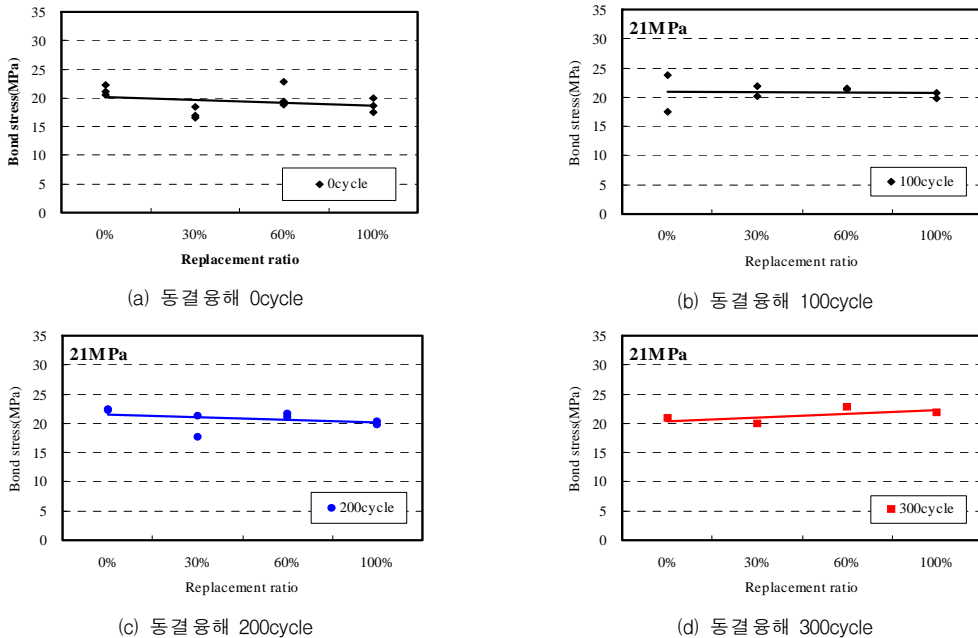 35
30
25
20
15
10
5
0
Bond stress(MPa)
0cycle
0% 30% 60% 100%
Replacement ratio
(a) 동결융해 0cycle
21MPa
35
30
25
20
15
10
5
0
Bond stress(MPa)
100cycle
0% 30% 60% 100%
Replacement ratio
(b) 동결융해 100cycle
21MPa
35
30
25
20
15
10
5
0
Bond stress(MPa)
200cycle
0% 30% 60% 100%
Replacement ratio
(c) 동결융해 200cycle
21MPa
35
30
25
20
15
10
5
0
Bond stress(MPa)
300cycle
0% 30% 60% 100%
Replacement ratio
(d) 동결융해 300cycle